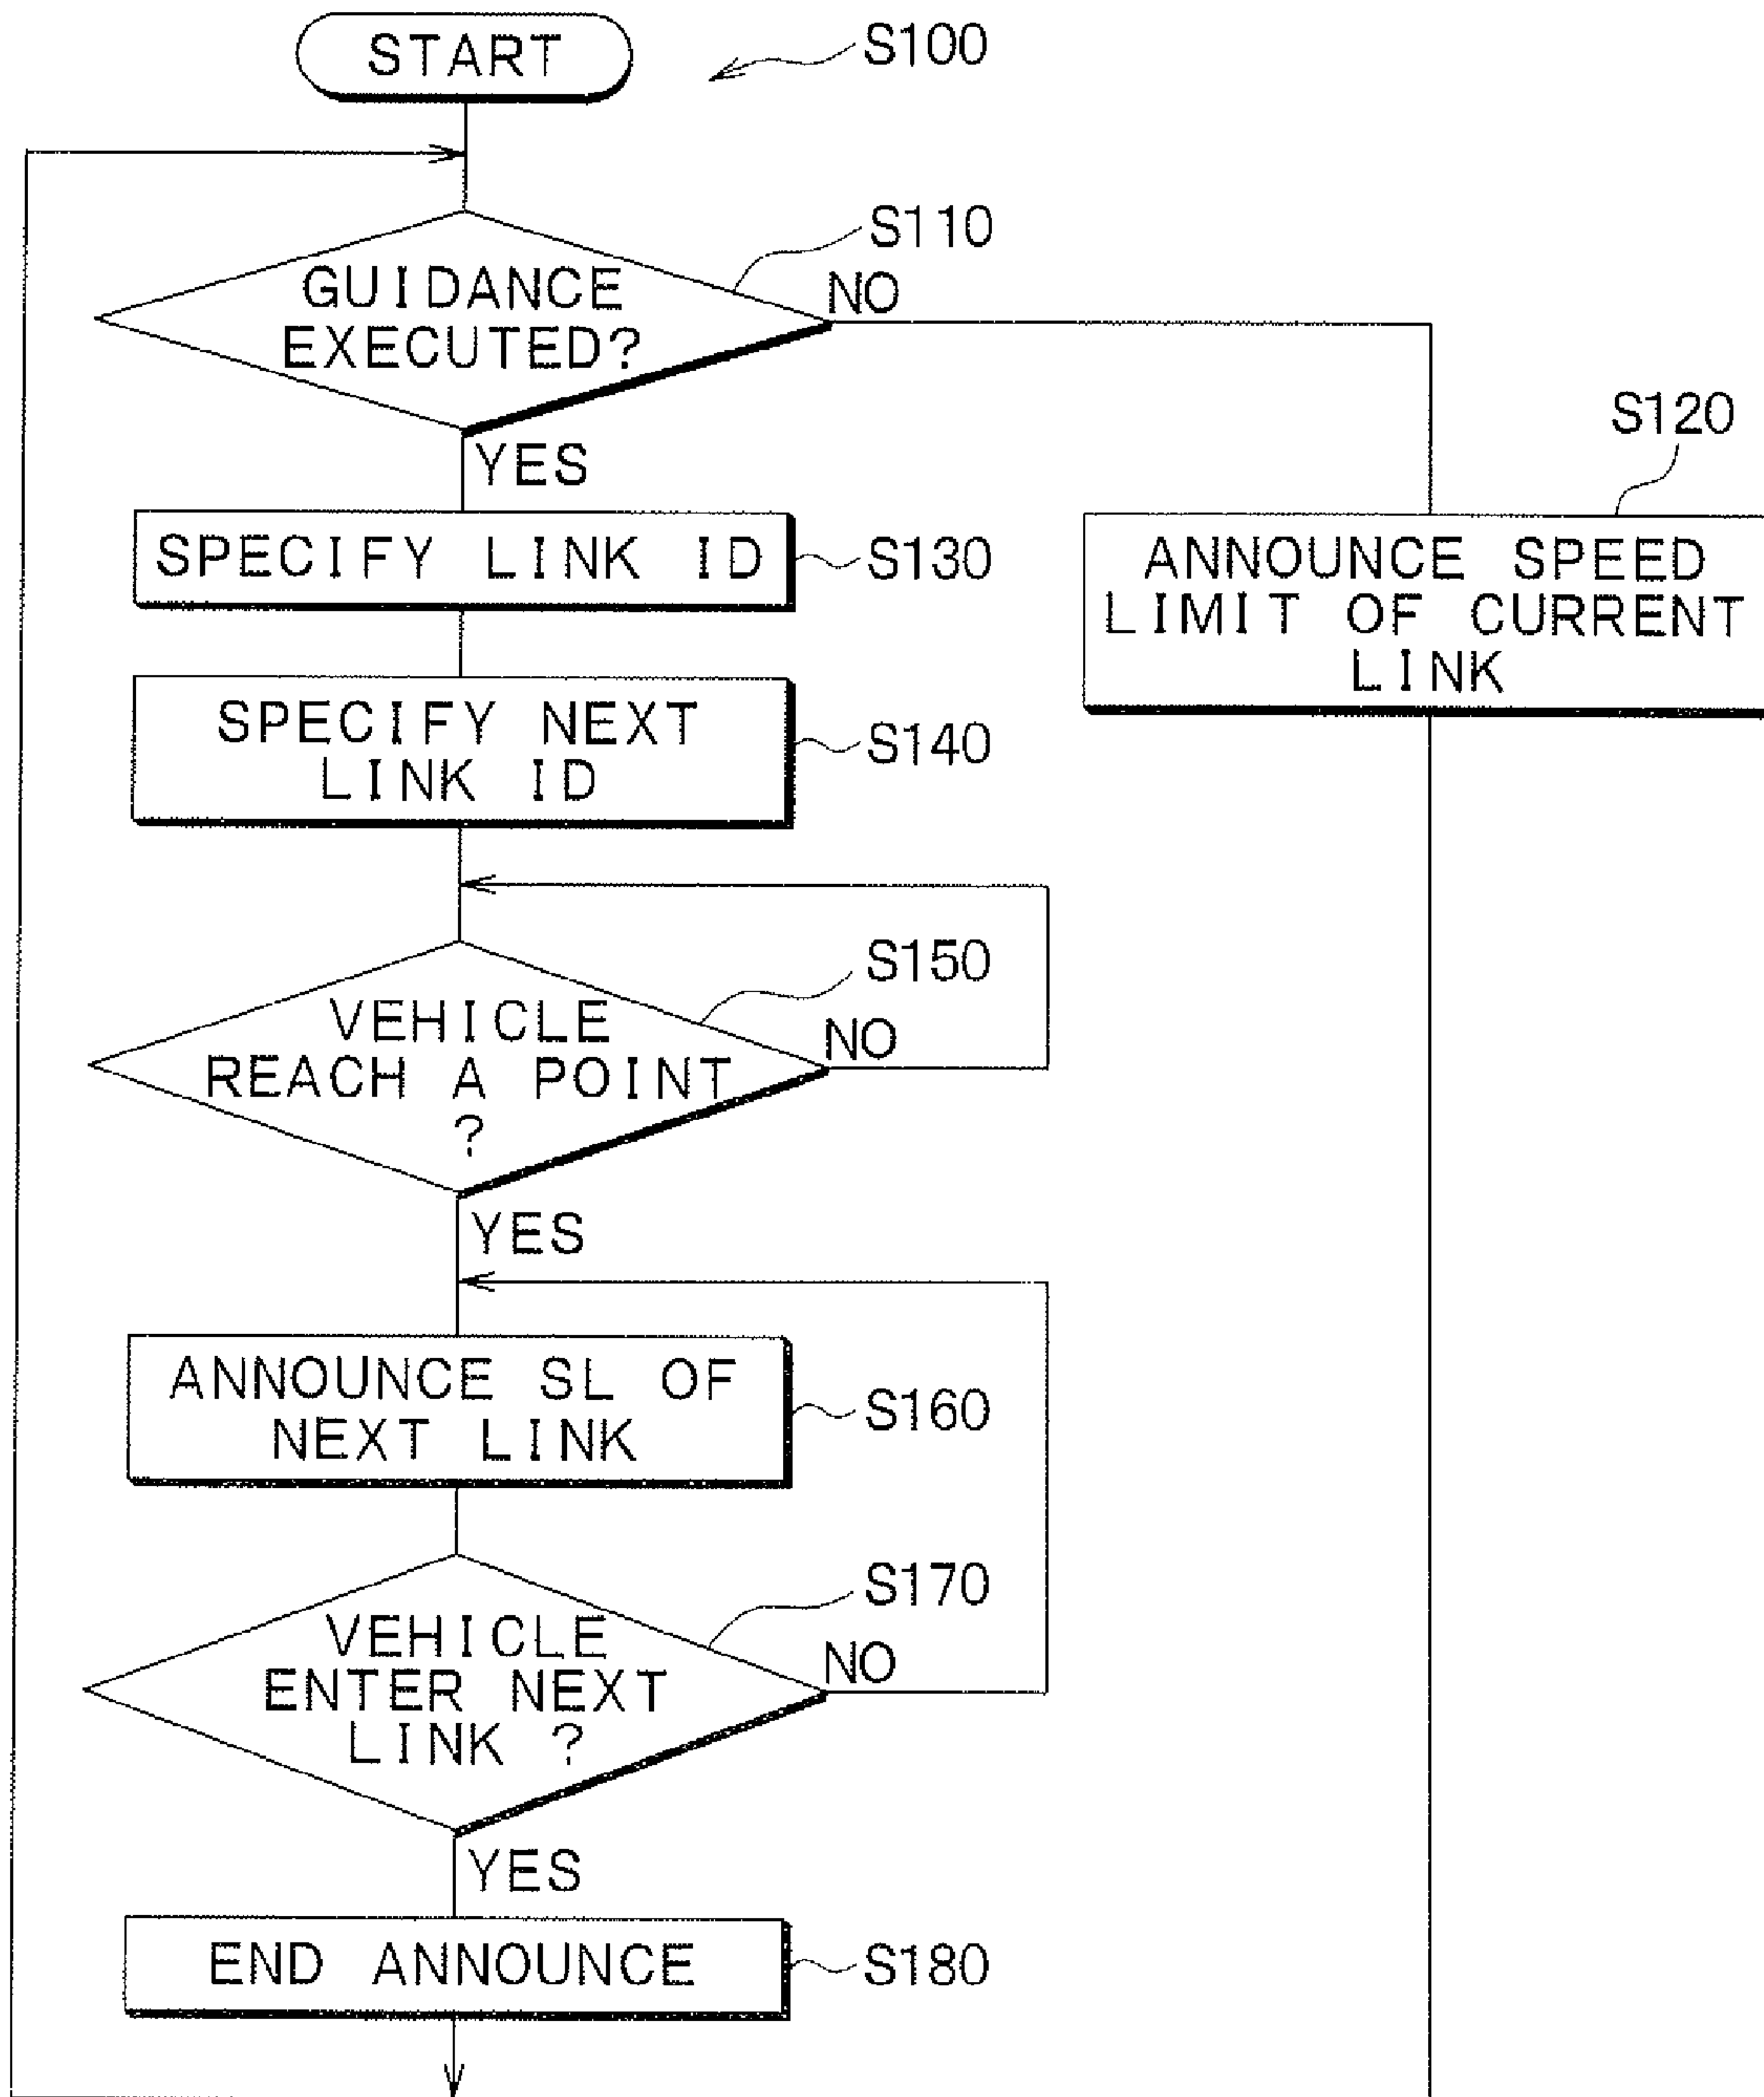 START
S100
S110
GUIDANCE
EXECUTED?
NO
YES
S120
SPECIFY LINK ID
S130
ANNOUNCE SPEED
LIMIT OF CURRENT
LINK
SPECIFY NEXT
LINK ID
S140
S150
VEHICLE
REACH A POINT
?
NO
YES
ANNOUNCE SL OF
NEXT LINK
S160
S170
VEHICLE
ENTER NEXT
LINK ?
NO
YES
END ANNOUNCE
S180